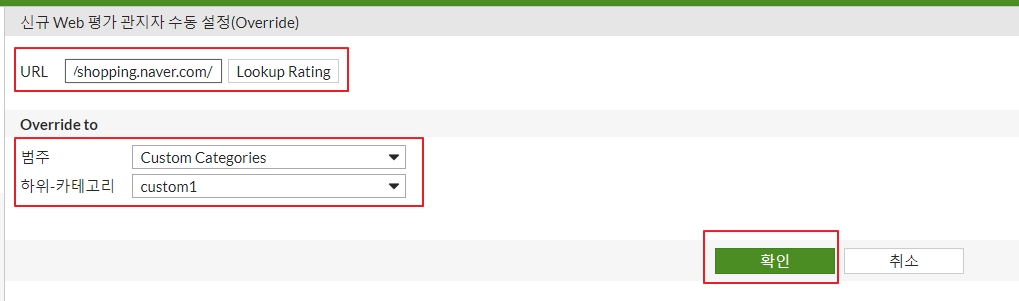 신규 Web 평가 관지자 수동 설정(Override)
URL /shopping.naver.com/ Lookup Rating
Override to
범주 Custom Categories
하위-카테고리 custom1
확인 취소